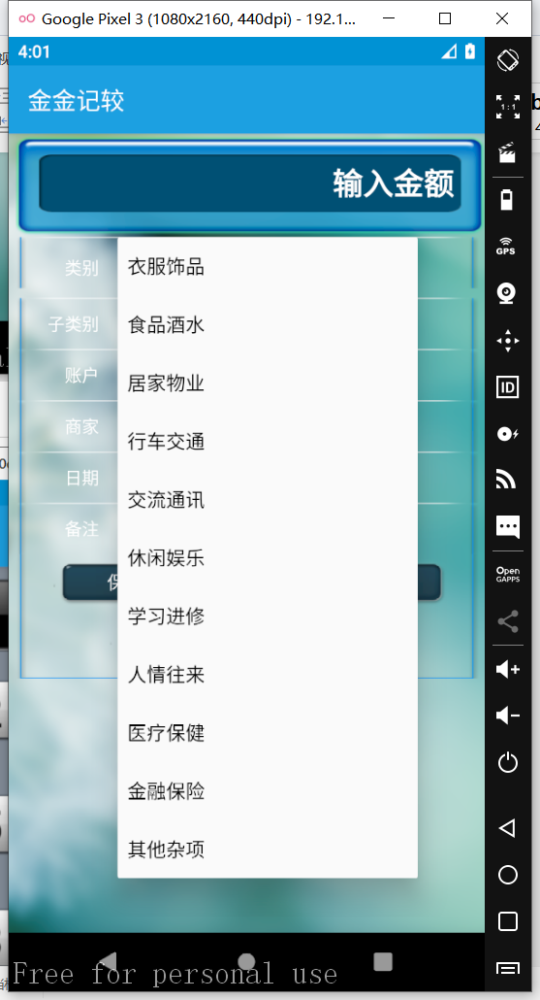 Google Pixel 3 (1080x2160, 440dpi) - 192.1...
4:01
金金记较
输入金额
类别
衣服饰品
子类别
食品酒水
账户
居家物业
商家
行车交通
日期
交流通讯
备注
休闲娱乐
学习进修
人情往来
医疗保健
金融保险
其他杂项
1:1
GPS
ID
Open
GAPPS
Free for personal use